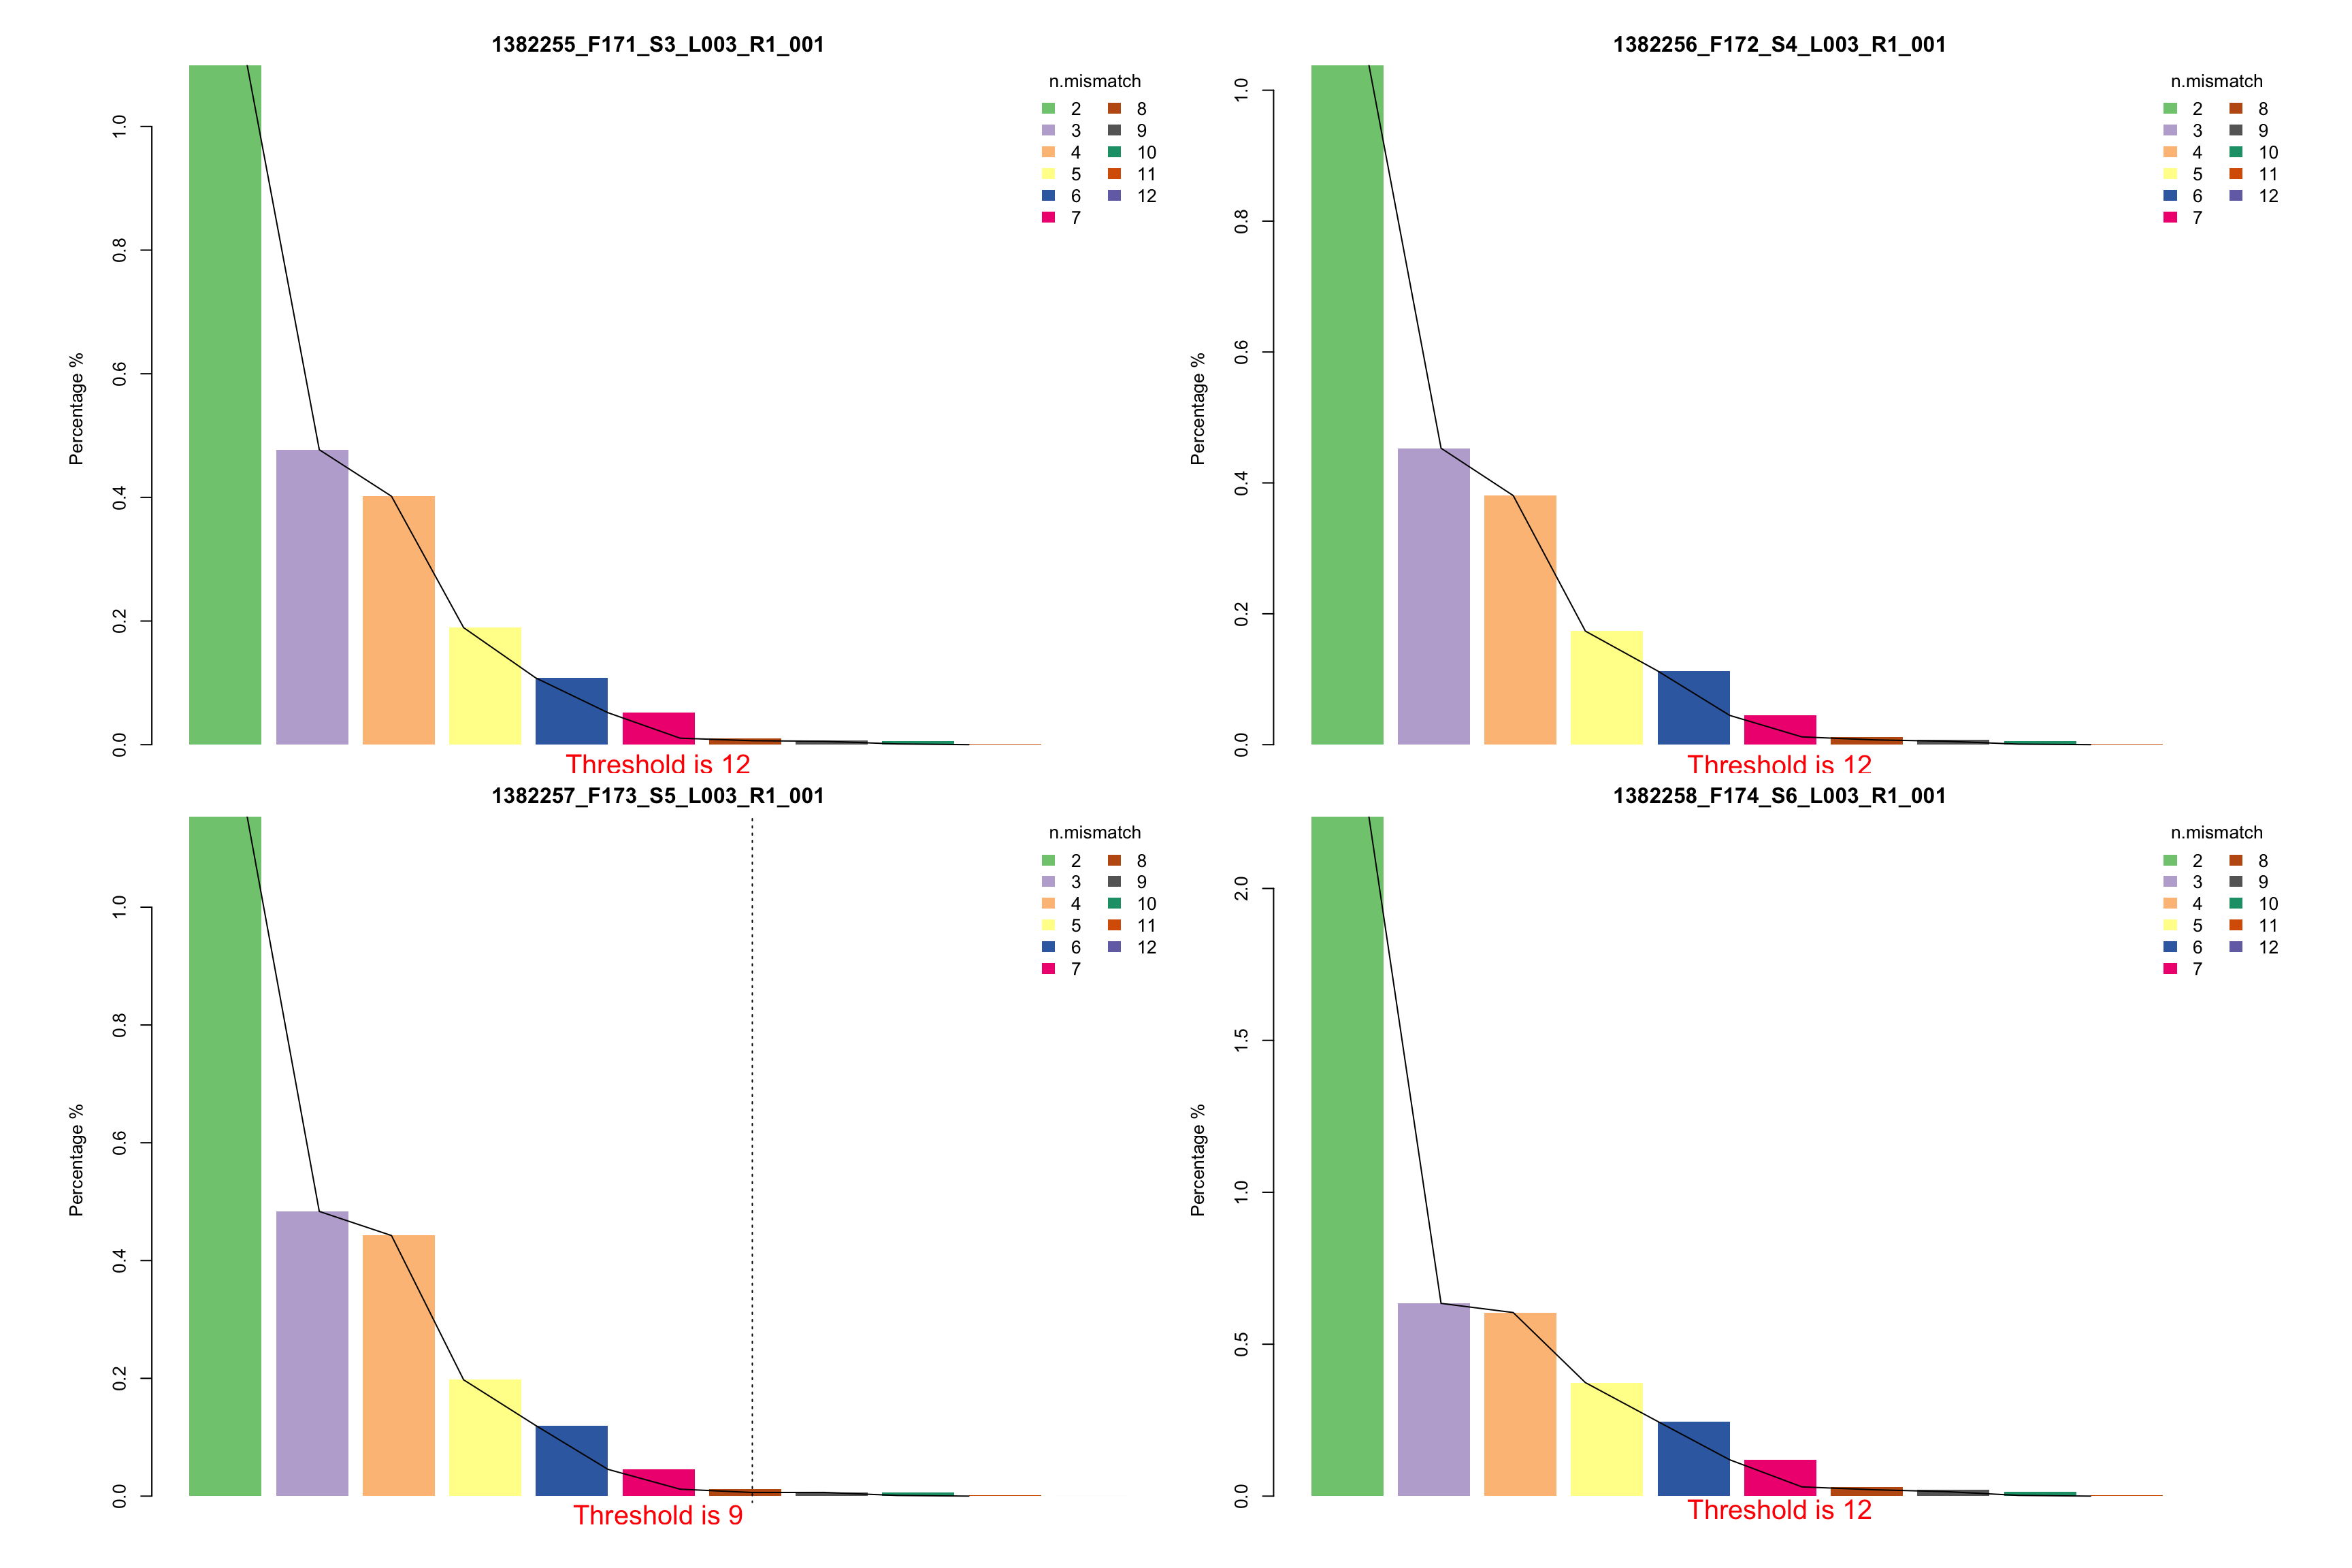 1382255_F171_S3_L003_R1_001
n.mismatch
2 8
3 9
4 10
5 11
6 12
7
Percentage %
1.0
0.8
0.6
0.4
0.2
0.0
Threshold is 12
1382256_F172_S4_L003_R1_001
n.mismatch
2 8
3 9
4 10
5 11
6 12
7
Percentage %
1.0
0.8
0.6
0.4
0.2
0.0
Threshold is 12
1382257_F173_S5_L003_R1_001
n.mismatch
2 8
3 9
4 10
5 11
6 12
7
Percentage %
1.0
0.8
0.6
0.4
0.2
0.0
Threshold is 9
1382258_F174_S6_L003_R1_001
n.mismatch
2 8
3 9
4 10
5 11
6 12
7
Percentage %
2.0
1.5
1.0
0.5
0.0
Threshold is 12